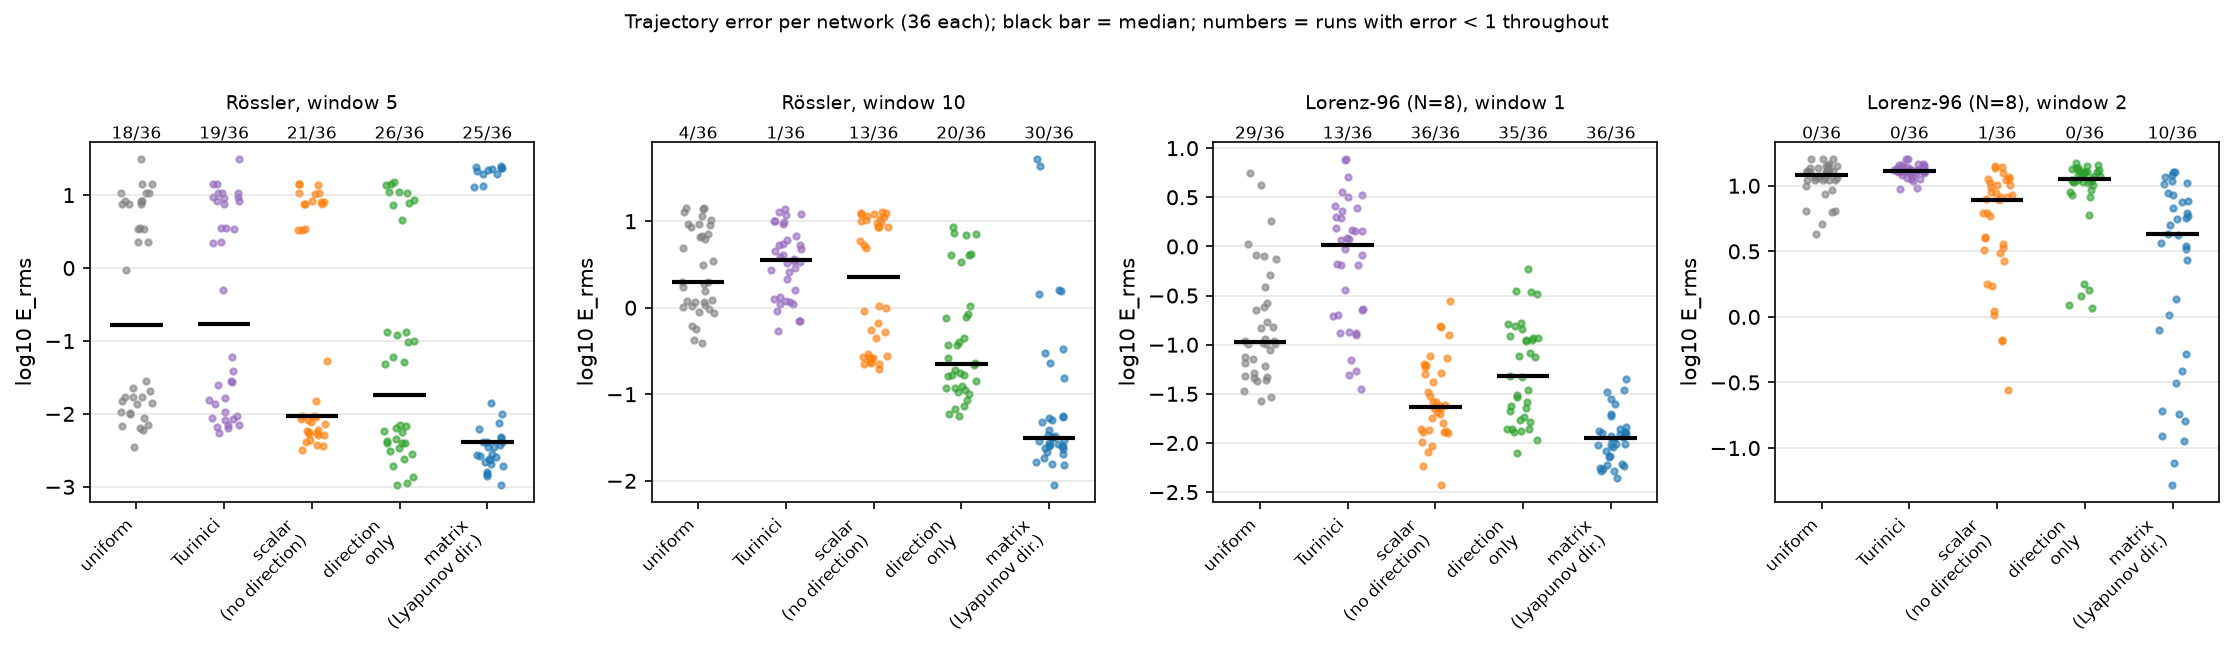 Trajectory error per network (36 each); black bar = median; numbers = runs with error < 1 throughout
Rössler, window 5
18/36 19/36 21/36 26/36 25/36
log10 E_rms
1
0
−1
−2
−3
uniform
Turinici
scalar
(no direction)
direction
only
matrix
(Lyapunov dir.)
Rössler, window 10
4/36 1/36 13/36 20/36 30/36
log10 E_rms
1
0
−1
−2
uniform
Turinici
scalar
(no direction)
direction
only
matrix
(Lyapunov dir.)
Lorenz-96 (N=8), window 1
29/36 13/36 36/36 35/36 36/36
log10 E_rms
1.0
0.5
0.0
−0.5
−1.0
−1.5
−2.0
−2.5
uniform
Turinici
scalar
(no direction)
direction
only
matrix
(Lyapunov dir.)
Lorenz-96 (N=8), window 2
0/36 0/36 1/36 0/36 10/36
log10 E_rms
1.0
0.5
0.0
−0.5
−1.0
uniform
Turinici
scalar
(no direction)
direction
only
matrix
(Lyapunov dir.)